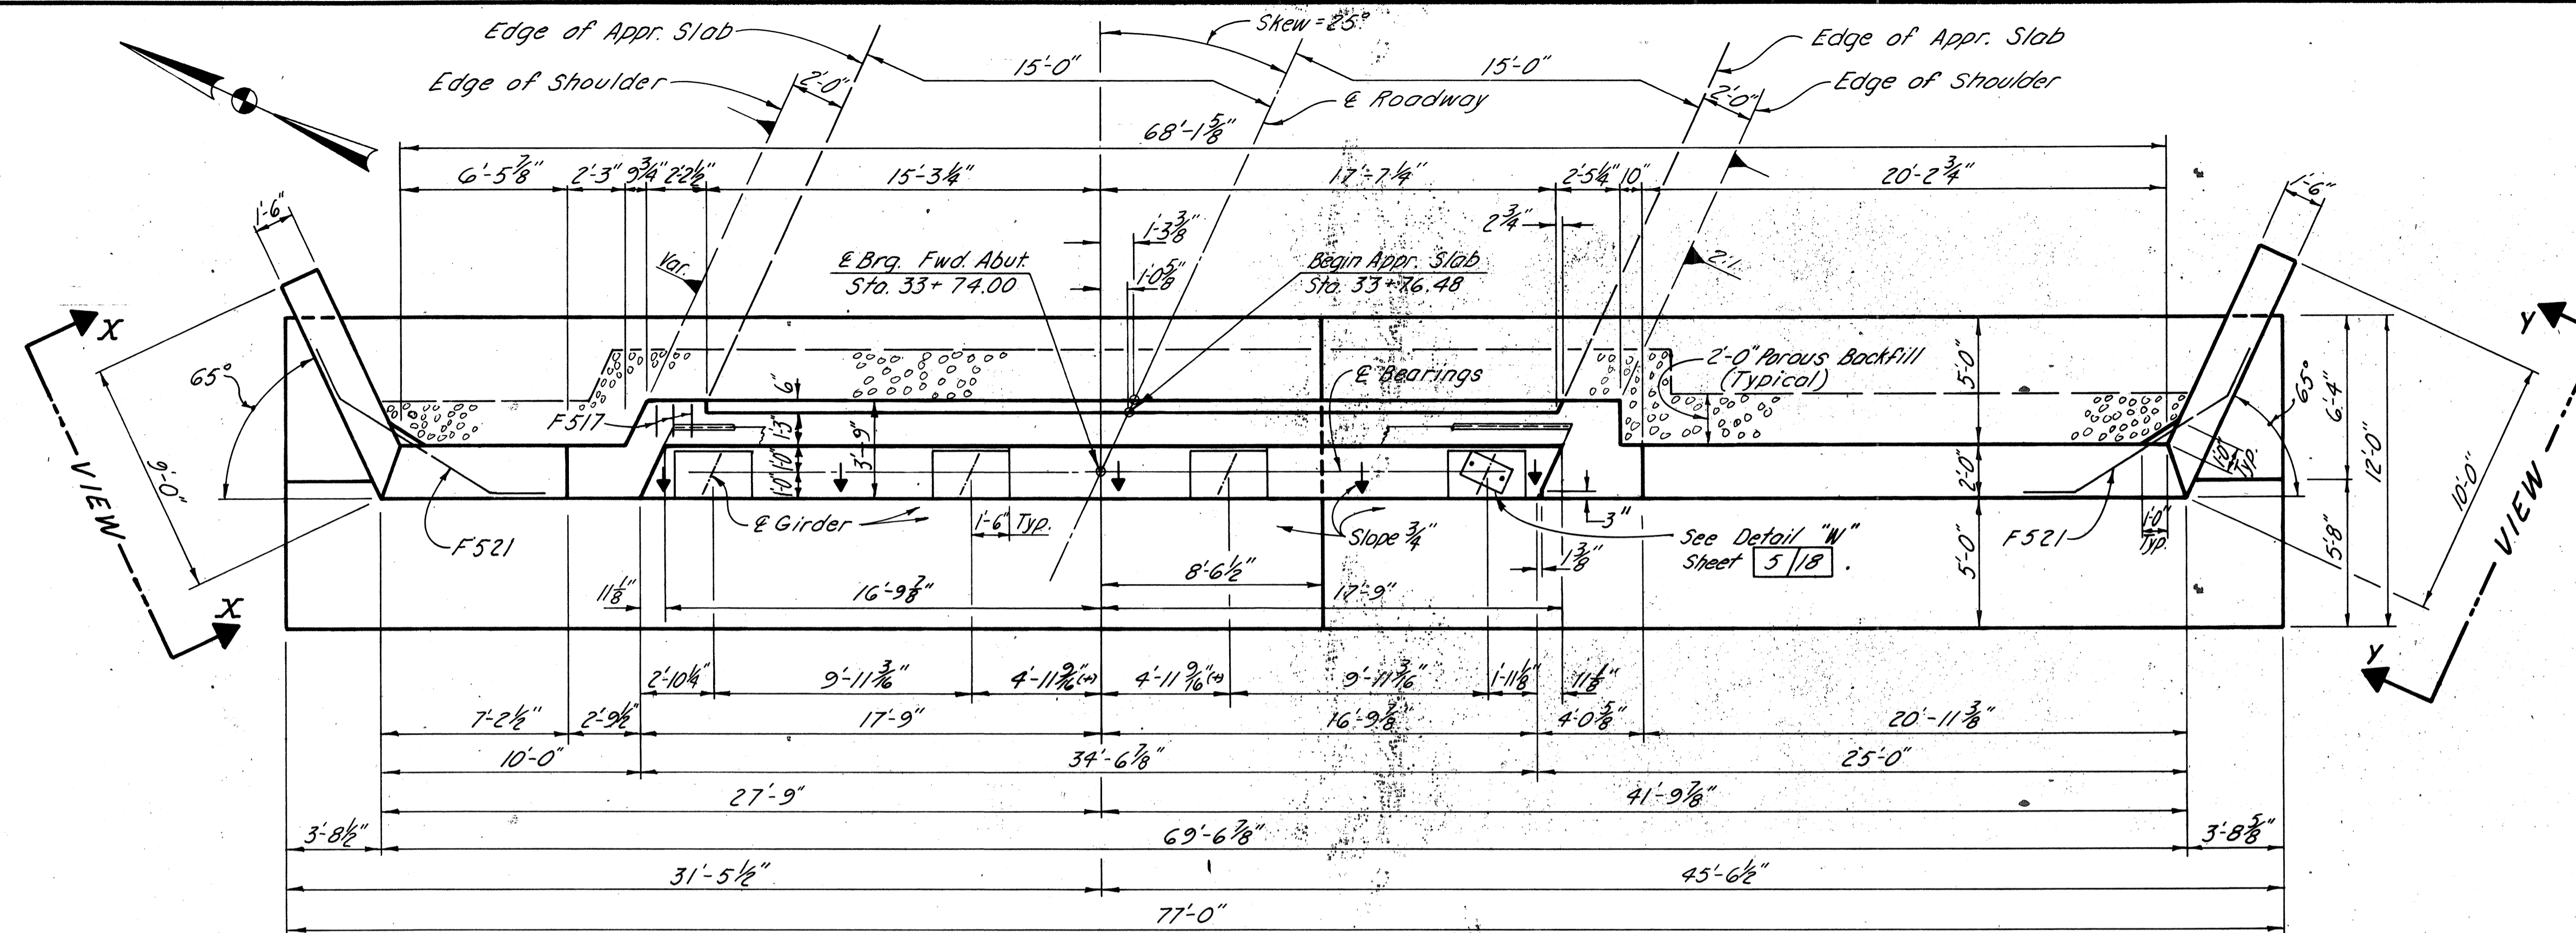 Edge of Appr. Slab
Skew = 25°
Edge of Appr. Slab
Edge of Shoulder
2'-0"
15'-0"
15'-0"
2'-0"
Edge of Shoulder
℄ Roadway
68'-1 5/8"
6'-5 7/8"
2'-3"
9 3/4"
2'-2 1/2"
15'-3 1/4"
17'-7 1/4"
2'-5 1/4"
10"
20'-2 3/4"
1'-6"
1'-6"
1'-3 3/8"
2 3/4"
Var.
℄ Brg. Fwd. Abut.
Sta. 33 + 74.00
1'-0 5/8"
Begin Appr. Slab
Sta. 33 + 76.48
2:1
X
Y
65°
2'-0" Porous Backfill
(Typical)
℄ Bearings
5'-0"
6'-4"
65°
12'-0"
6"
F517
1'-3"
3'-9"
1'-0"
1'-0"
VIEW
9'-0"
1'-0"
Typ.
2'-0"
10'-0"
VIEW
F521
℄ Girder
1'-6" Typ.
Slope 3/4"
3"
See Detail "W"
Sheet 5/18.
F521
1'-0"
Typ.
5'-0"
15'-8"
8'-6 1/2"
1 3/8"
X
11 1/8"
16'-9 7/8"
17'-9"
Y
2'-10 1/4"
9'-11 3/16"
4'-11 9/16"(+)
4'-11 9/16"(+)
9'-11 3/16"
1'-11 1/8"
11 1/8"
7'-2 1/2"
2'-9 1/2"
17'-9"
16'-9 7/8"
4'-0 5/8"
20'-11 3/8"
10'-0"
34'-6 7/8"
25'-0"
27'-9"
41'-9 7/8"
3'-8 1/2"
69'-6 7/8"
3'-8 5/8"
31'-5 1/2"
45'-6 1/2"
77'-0"